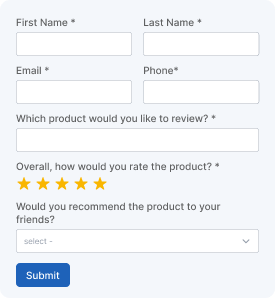 First Name *
Last Name *
Email *
Phone*
Which product would you like to review? *
Overall, how would you rate the product? *
Would you recommend the product to your
friends?
select -
Submit